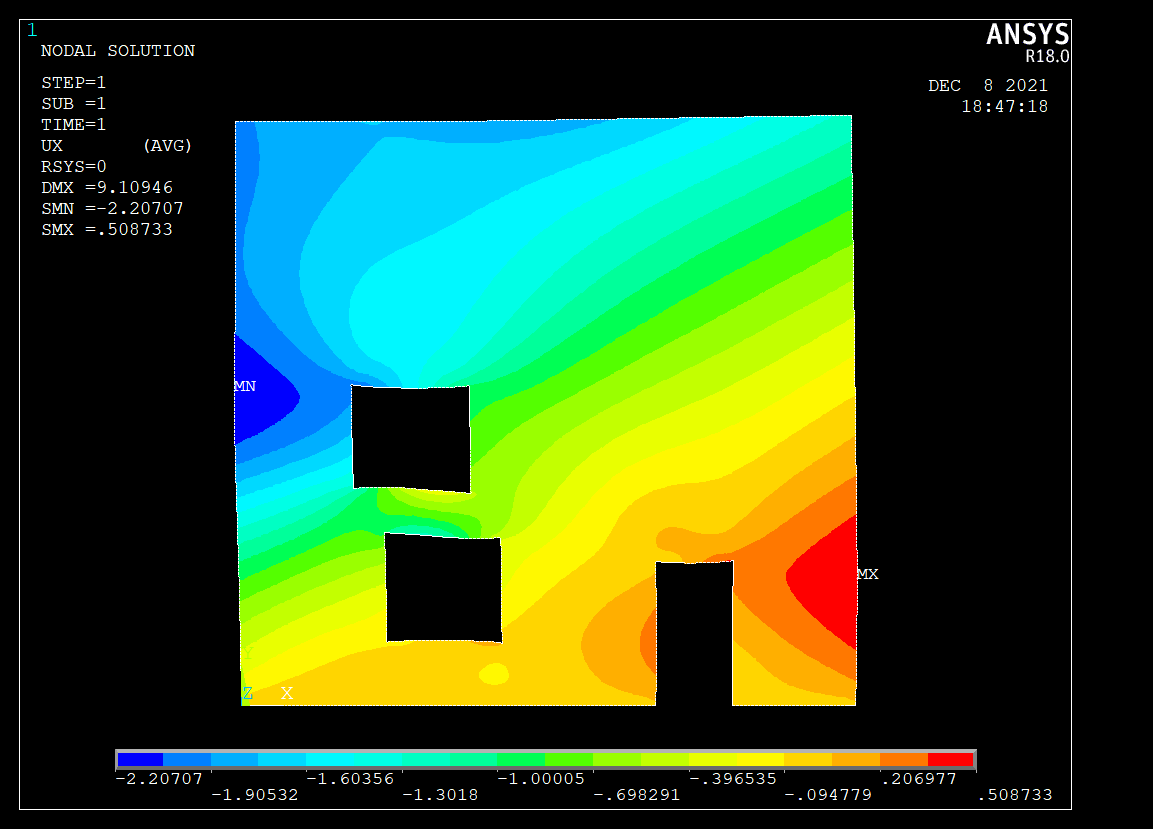 1
ANSYS
R18.0
NODAL SOLUTION
STEP=1
SUB =1
TIME=1
UX (AVG)
RSYS=0
DMX =9.10946
SMN =-2.20707
SMX =.508733
DEC 8 2021
18:47:18
MN
MX
Y
Z X
-2.20707 -1.60356 -1.00005 -.396535 .206977
-1.90532 -1.3018 -.698291 -.094779 .508733